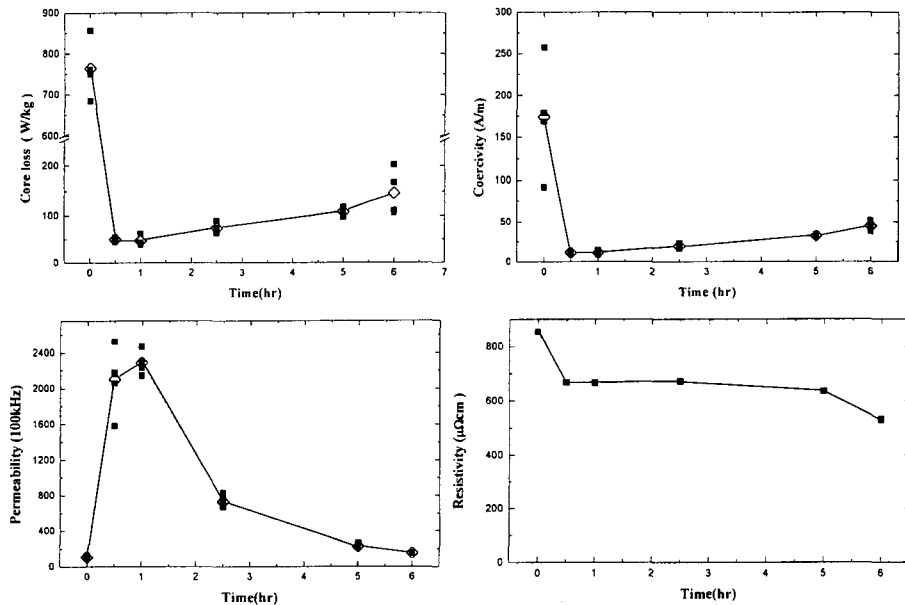 900
850
800
750
700
600
200
100
0
Core loss ( W/kg)
0 1 2 3 4 5 6 7
Time(hr)
300
250
200
150
100
50
0
Coercivity (A/m)
0 1 2 3 4 5 6
Time (hr)
2400
2000
1600
1200
800
400
0
Permeability (100kHz)
0 1 2 3 4 5 6
Time(hr)
800
600
400
200
0
Resistivity (μΩcm)
0 1 2 3 4 5 6
Time(hr)